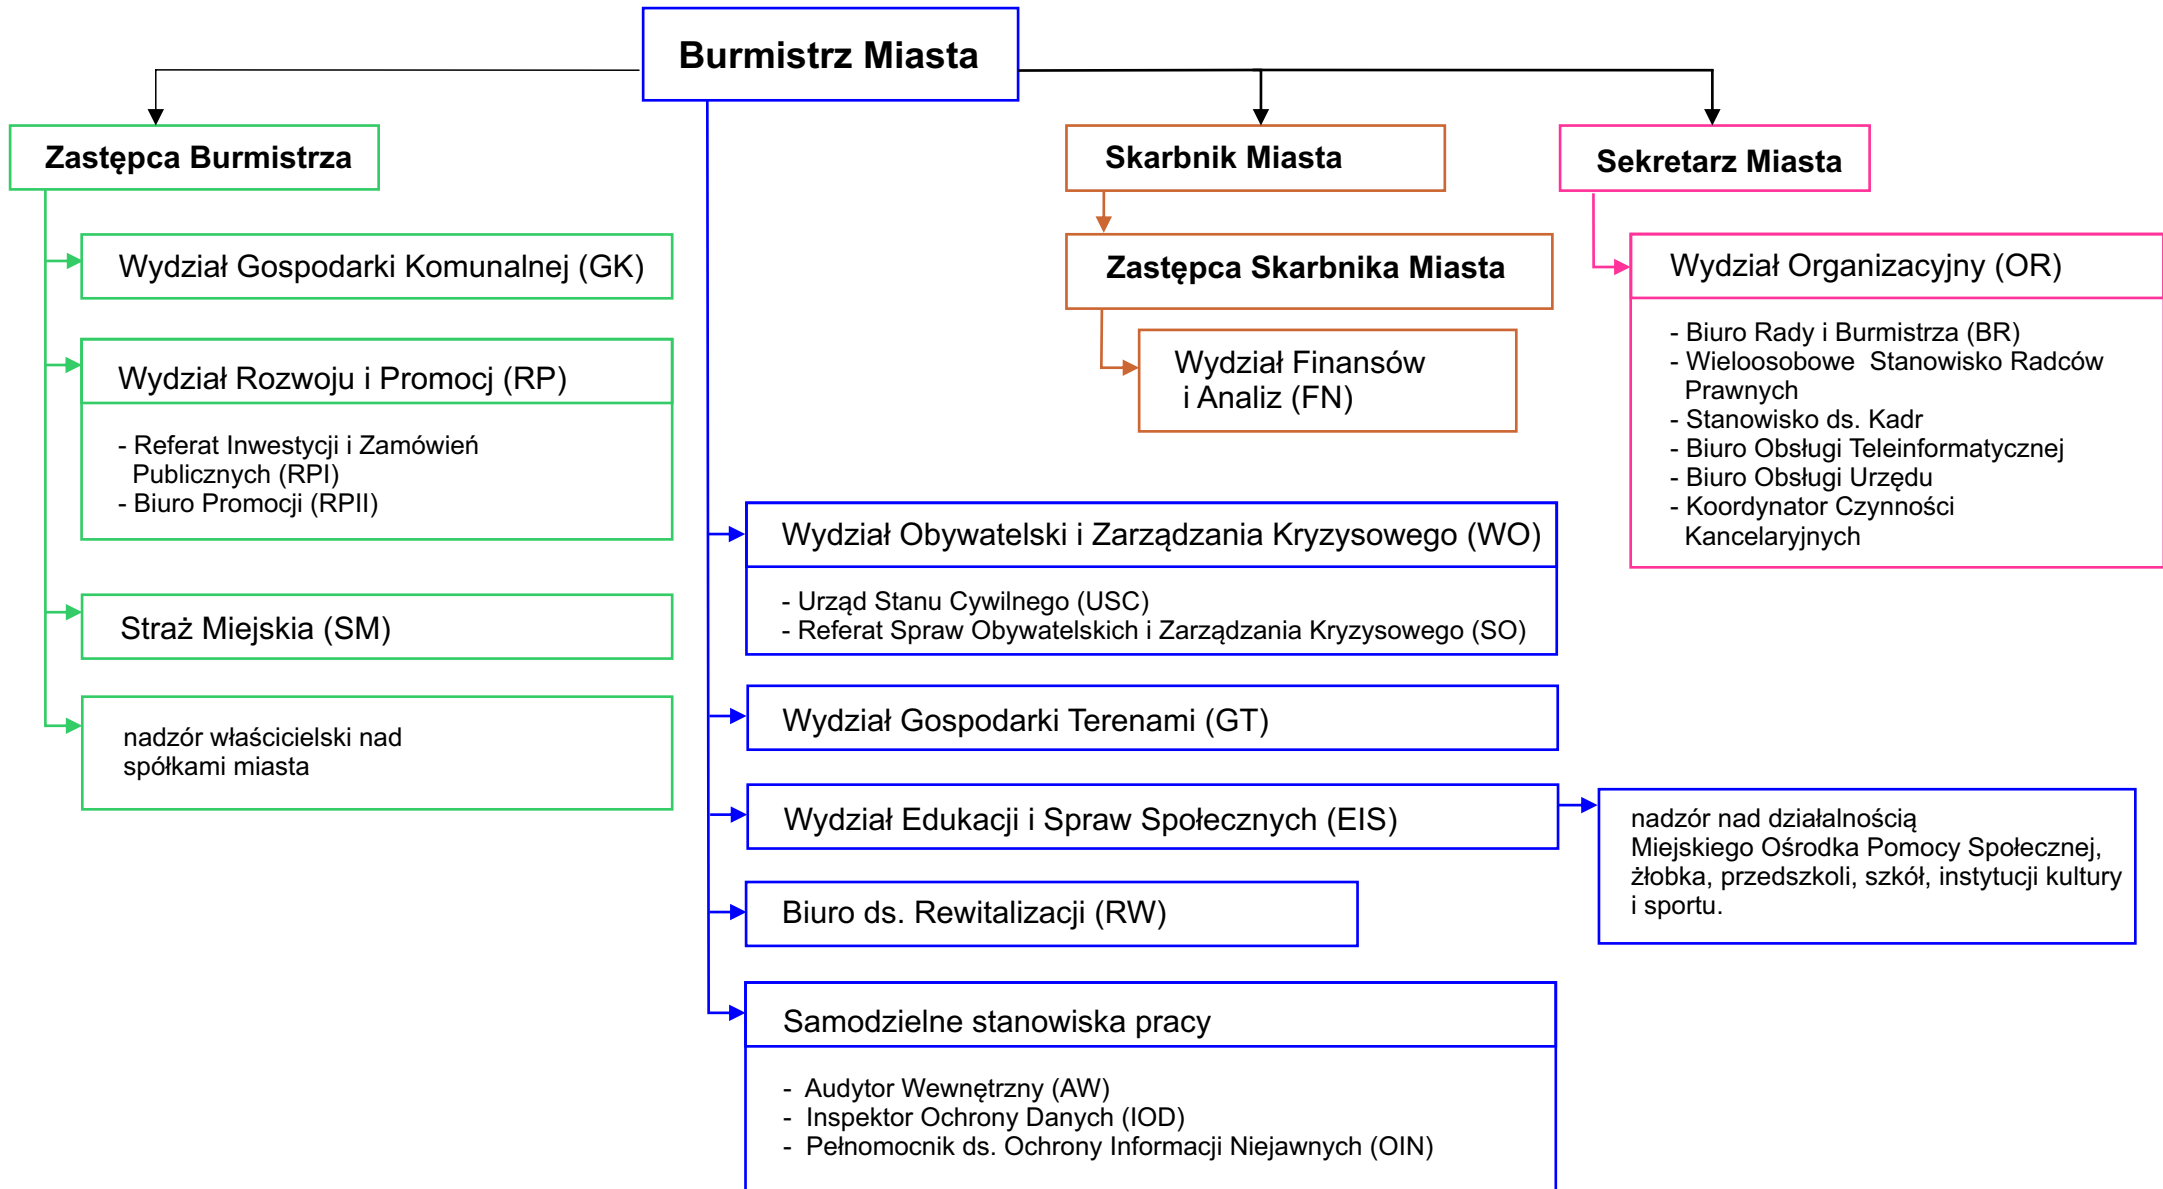 Burmistrz Miasta
Zastępca Burmistrza
Wydział Gospodarki Komunalnej (GK)
Wydział Rozwoju i Promocj (RP)
- Referat Inwestycji i Zamówień
Publicznych (RPI)
- Biuro Promocji (RPII)
Straż Miejskia (SM)
nadzór właścicielski nad
spółkami miasta
Skarbnik Miasta
Zastępca Skarbnika Miasta
Wydział Finansów
i Analiz (FN)
Sekretarz Miasta
Wydział Organizacyjny (OR)
- Biuro Rady i Burmistrza (BR)
- Wieloosobowe Stanowisko Radców
Prawnych
- Stanowisko ds. Kadr
- Biuro Obsługi Teleinformatycznej
- Biuro Obsługi Urzędu
- Koordynator Czynności
Kancelaryjnych
Wydział Obywatelski i Zarządzania Kryzysowego (WO)
- Urząd Stanu Cywilnego (USC)
- Referat Spraw Obywatelskich i Zarządzania Kryzysowego (SO)
Wydział Gospodarki Terenami (GT)
Wydział Edukacji i Spraw Społecznych (EIS)
nadzór nad działalnością
Miejskiego Ośrodka Pomocy Społecznej,
żłobka, przedszkoli, szkół, instytucji kultury
i sportu.
Biuro ds. Rewitalizacji (RW)
Samodzielne stanowiska pracy
- Audytor Wewnętrzny (AW)
- Inspektor Ochrony Danych (IOD)
- Pełnomocnik ds. Ochrony Informacji Niejawnych (OIN)